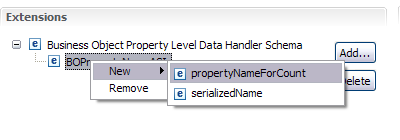 Extensions
Business Object Property Level Data Handler Schema
Add...
New
propertyNameForCount
Remove
serializedName